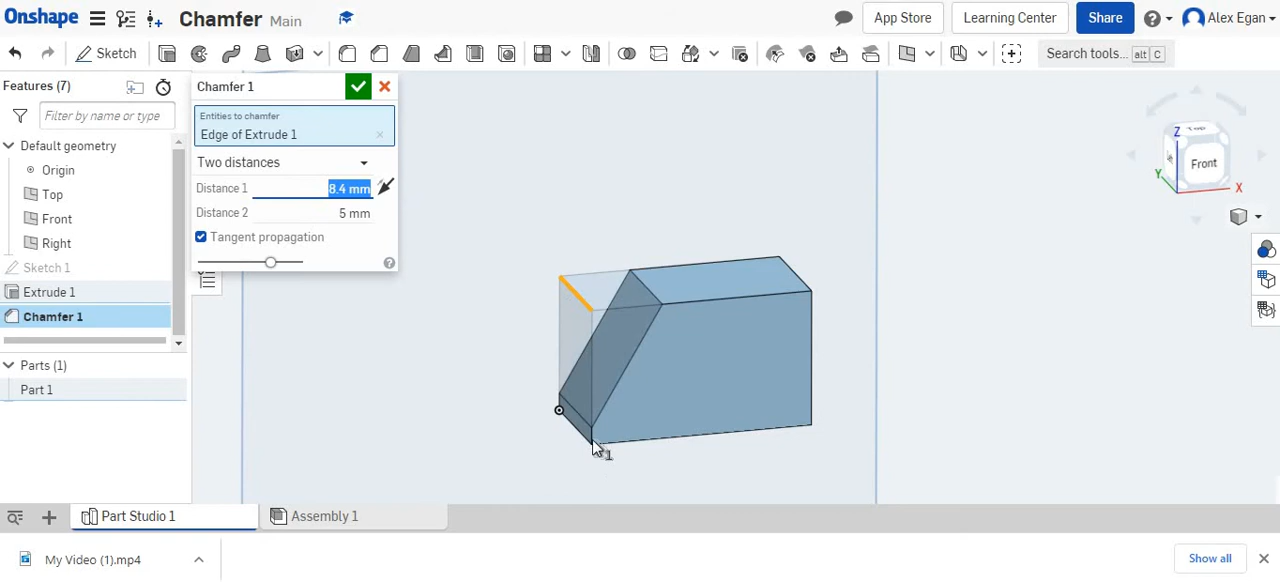 Onshape
Chamfer Main
App Store
Learning Center
Share
Alex Egan
Sketch
Search tools... alt C
Features (7)
Filter by name or type
Default geometry
Origin
Top
Front
Right
Sketch 1
Extrude 1
Chamfer 1
Parts (1)
Part 1
Chamfer 1
Entities to chamfer
Edge of Extrude 1
Two distances
Distance 1 8.4 mm
Distance 2 5 mm
Tangent propagation
Z
Top
Front
Y
X
1
Part Studio 1
Assembly 1
My Video (1).mp4
Show all